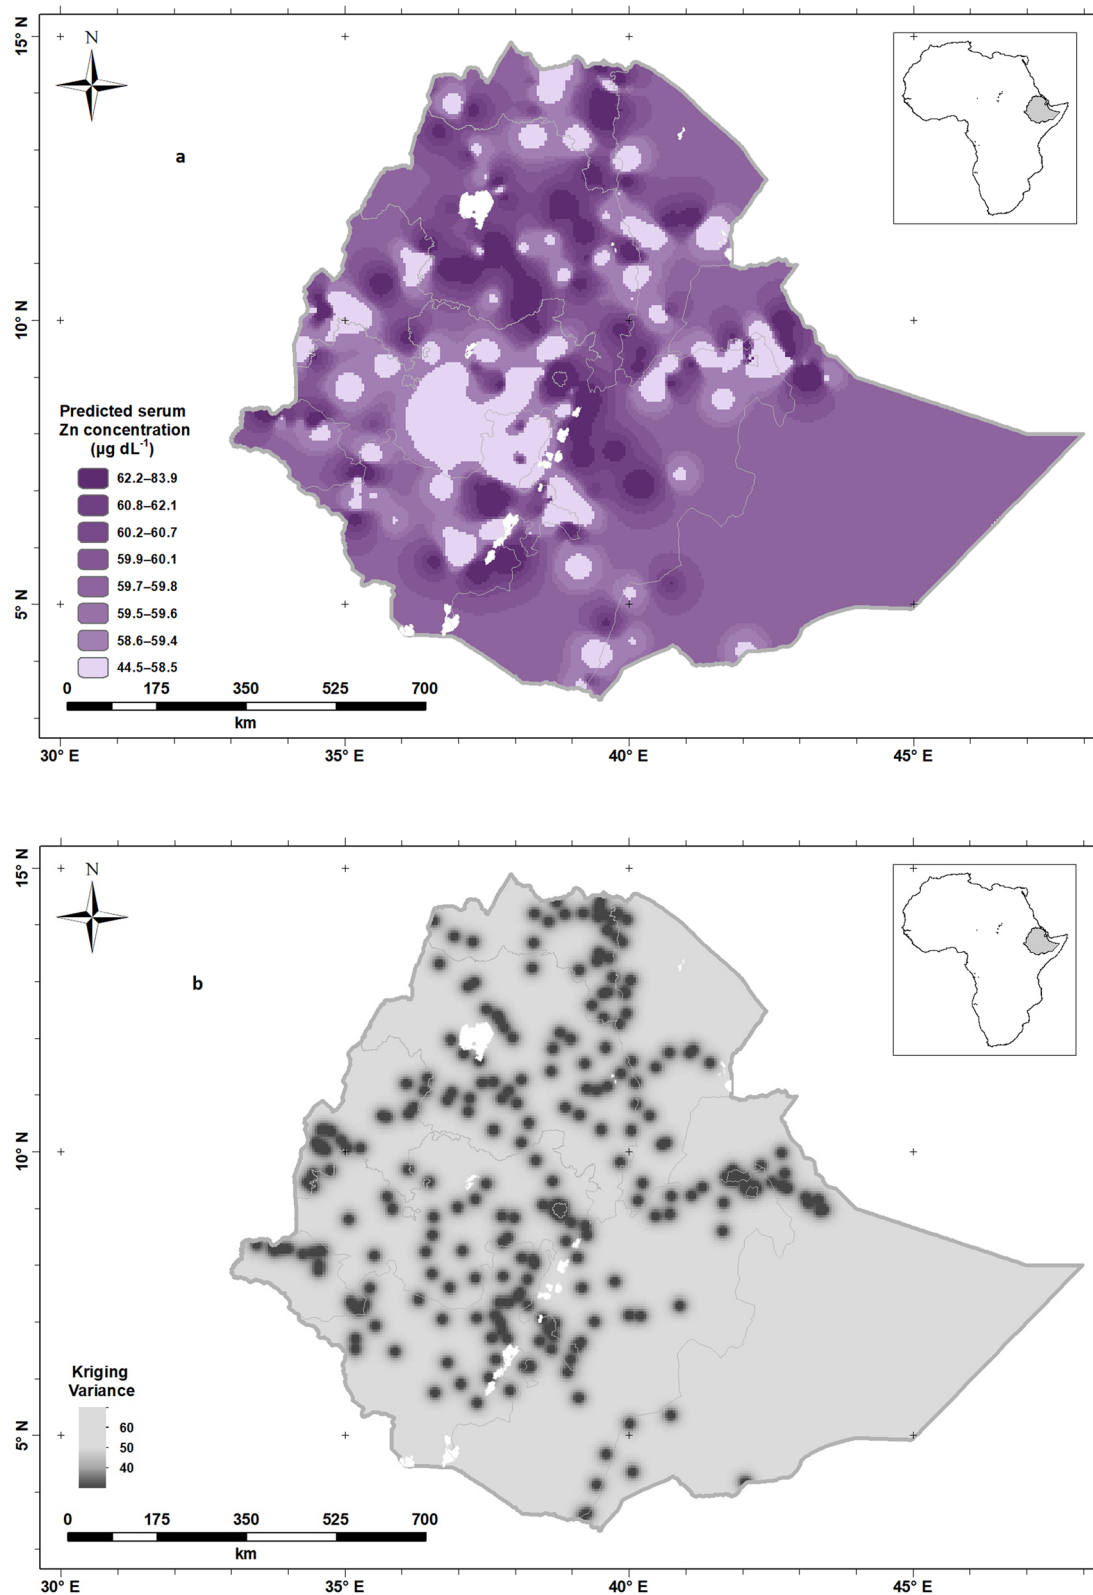 15° N
N
a
10° N
Predicted serum
Zn concentration
(µg dL-1)
62.2–83.9
60.8–62.1
60.2–60.7
59.9–60.1
59.7–59.8
59.5–59.6
58.6–59.4
44.5–58.5
5° N
0 175 350 525 700
km
30° E 35° E 40° E 45° E
15° N
N
b
10° N
Kriging
Variance
60
50
40
5° N
0 175 350 525 700
km
30° E 35° E 40° E 45° E